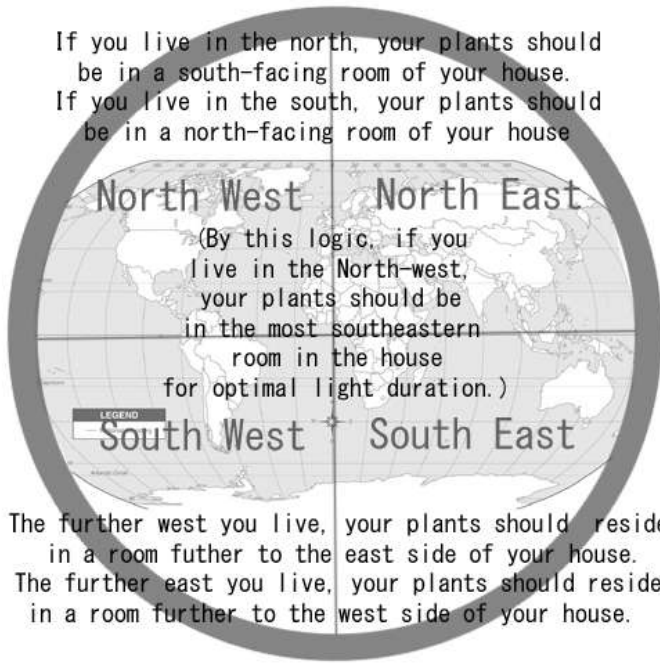 If you live in the north, your plants should
be in a south-facing room of your house.
If you live in the south, your plants should
be in a north-facing room of your house
North West North East
(By this logic, if you
live in the North-west,
your plants should be
in the most southeastern
room in the house
for optimal light duration.)
LEGEND
South West South East
The further west you live, your plants should reside
in a room futher to the east side of your house.
The further east you live, your plants should reside
in a room further to the west side of your house.